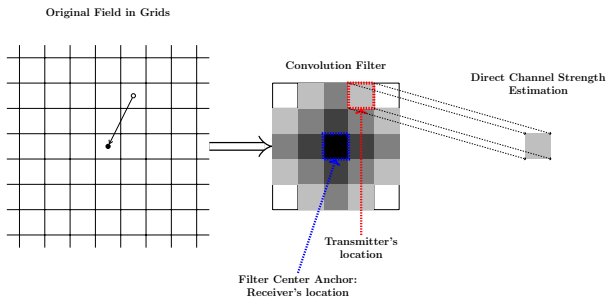 Original Field in Grids
Convolution Filter
Direct Channel Strength
Estimation
Transmitter's
location
Filter Center Anchor:
Receiver's location